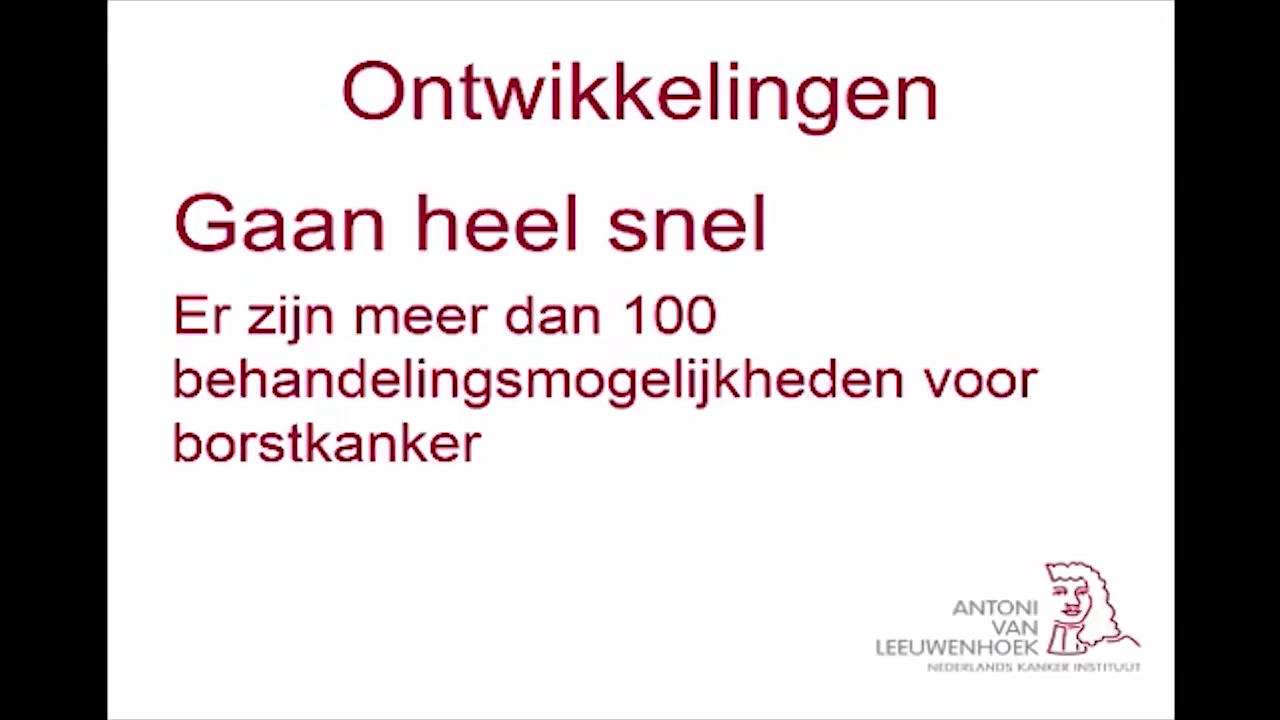 Ontwikkelingen
Gaan heel snel
Er zijn meer dan 100
behandelingsmogelijkheden voor
borstkanker
ANTONI
VAN
LEEUWENHOEK
NEDERLANDS KANKER INSTITUUT